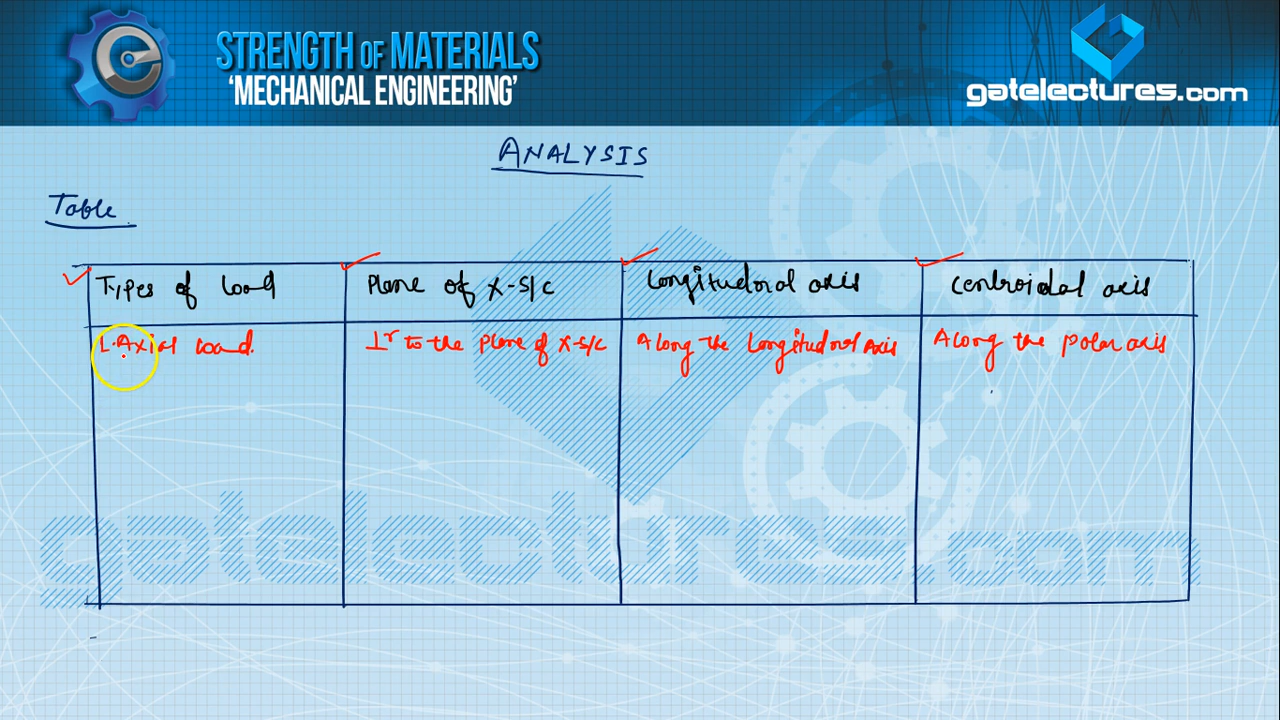 STRENGTH OF MATERIALS
'MECHANICAL ENGINEERING'
gatelectures.com
ANALYSIS
Table
Types of load Plane of X-S/C Longitudinal axis centroidal axis
1. Axial load. ⊥r to the plane of X-S/C Along the Longitudinal Axis Along the polar axis
gatelectures.com